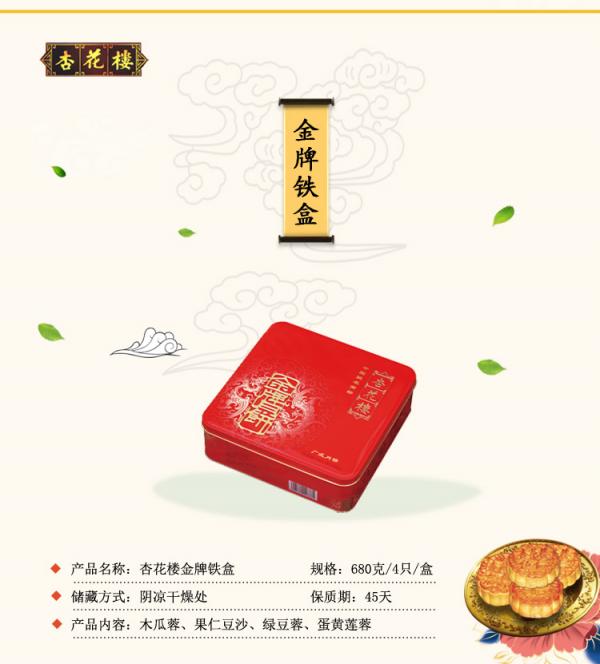 杏花楼
金牌铁盒
杏花楼
产品名称：杏花楼金牌铁盒 规格：680克/4只/盒
储藏方式：阴凉干燥处 保质期：45天
产品内容：木瓜蓉、果仁豆沙、绿豆蓉、蛋黄莲蓉